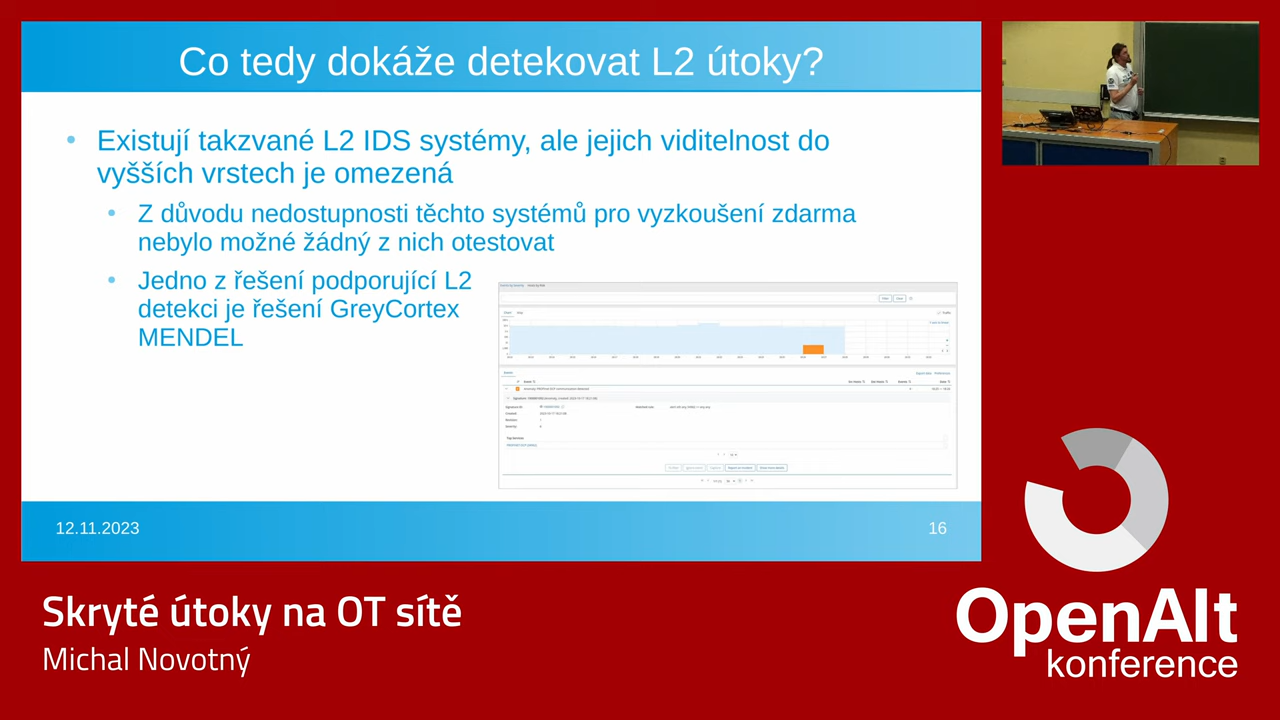 Co tedy dokáže detekovat L2 útoky?
Existují takzvané L2 IDS systémy, ale jejich viditelnost do
vyšších vrstech je omezená
Z důvodu nedostupnosti těchto systémů pro vyzkoušení zdarma
nebylo možné žádný z nich otestovat
Jedno z řešení podporující L2
detekci je řešení GreyCortex
MENDEL
12.11.2023
16
Skryté útoky na OT sítě
Michal Novotný
OpenAlt
konference